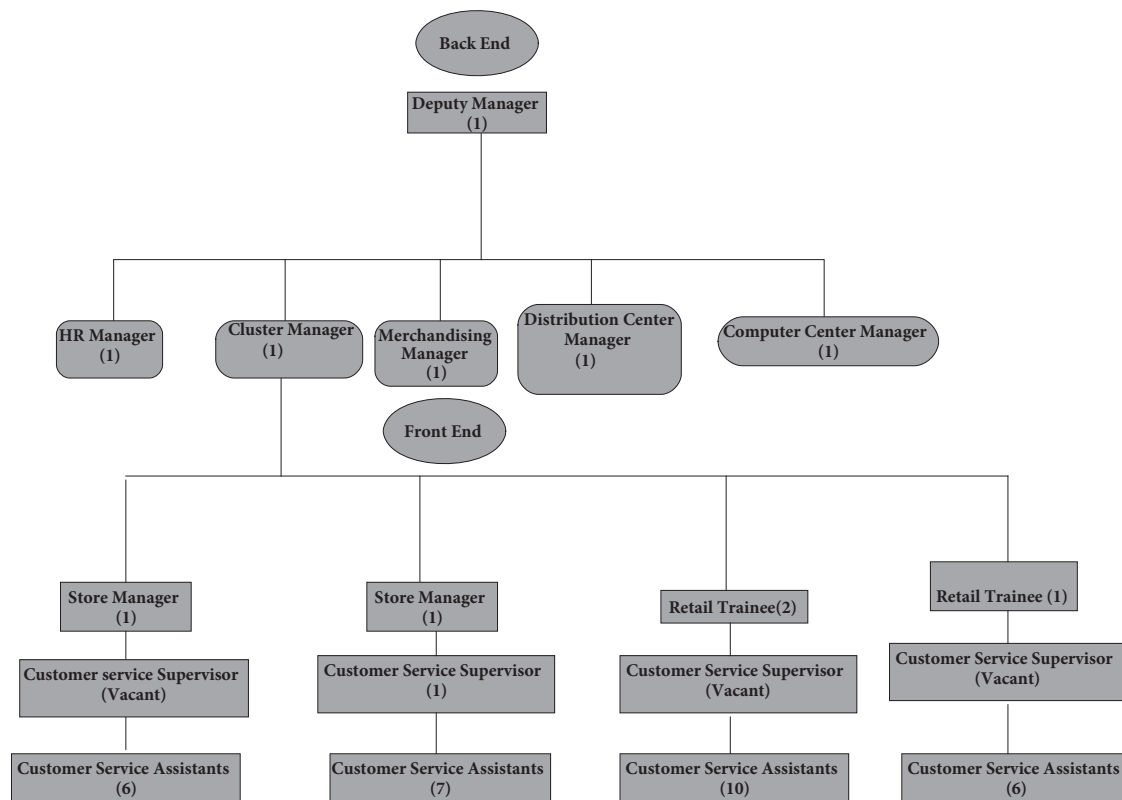 Back End
Deputy Manager
(1)
HR Manager
(1)
Cluster Manager
(1)
Merchandising
Manager
(1)
Distribution Center
Manager
(1)
Computer Center Manager
(1)
Front End
Store Manager
(1)
Customer service Supervisor
(Vacant)
Customer Service Assistants
(6)
Store Manager
(1)
Customer Service Supervisor
(1)
Customer Service Assistants
(7)
Retail Trainee(2)
Customer Service Supervisor
(Vacant)
Customer Service Assistants
(10)
Retail Trainee (1)
Customer Service Supervisor
(Vacant)
Customer Service Assistants
(6)